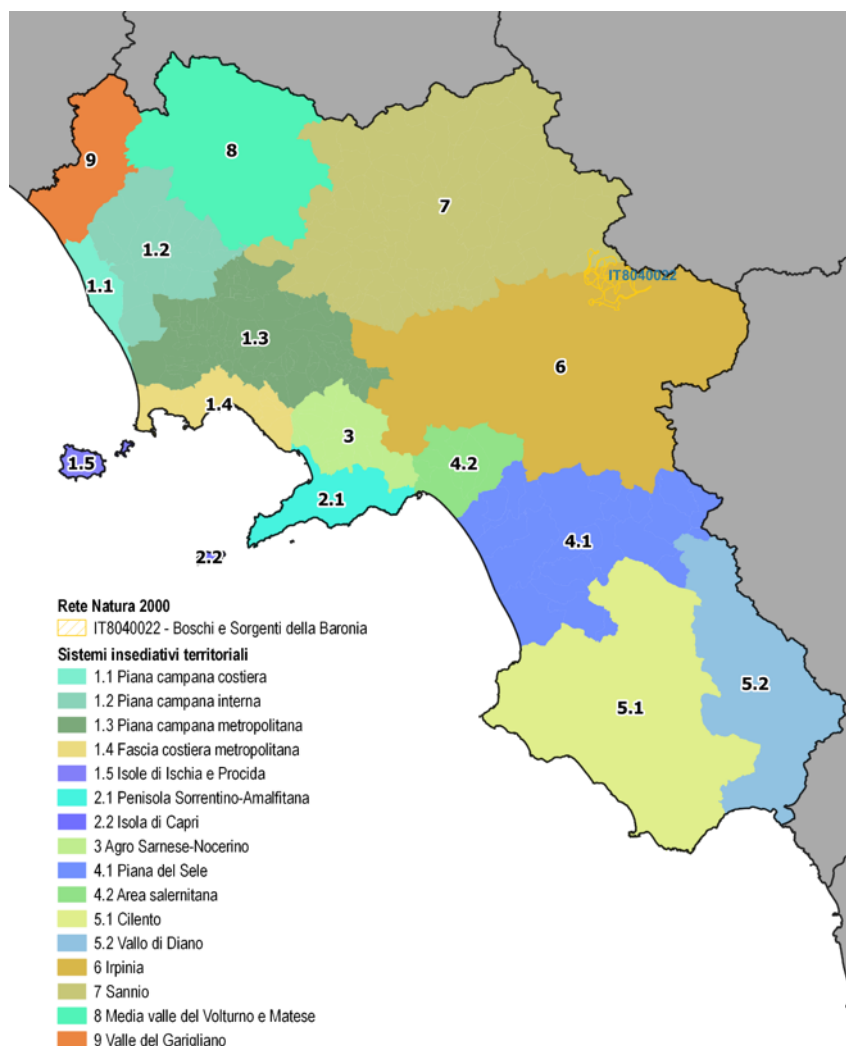 8
9
7
1.2
IT8040022
1.1
1.3
6
1.4
3
1.5
4.2
2.1
4.1
2.2
5.2
5.1
Rete Natura 2000
IT8040022 - Boschi e Sorgenti della Baronia
Sistemi insediativi territoriali
1.1 Piana campana costiera
1.2 Piana campana interna
1.3 Piana campana metropolitana
1.4 Fascia costiera metropolitana
1.5 Isole di Ischia e Procida
2.1 Penisola Sorrentino-Amalfitana
2.2 Isola di Capri
3 Agro Sarnese-Nocerino
4.1 Piana del Sele
4.2 Area salernitana
5.1 Cilento
5.2 Vallo di Diano
6 Irpinia
7 Sannio
8 Media valle del Volturno e Matese
9 Valle del Garigliano